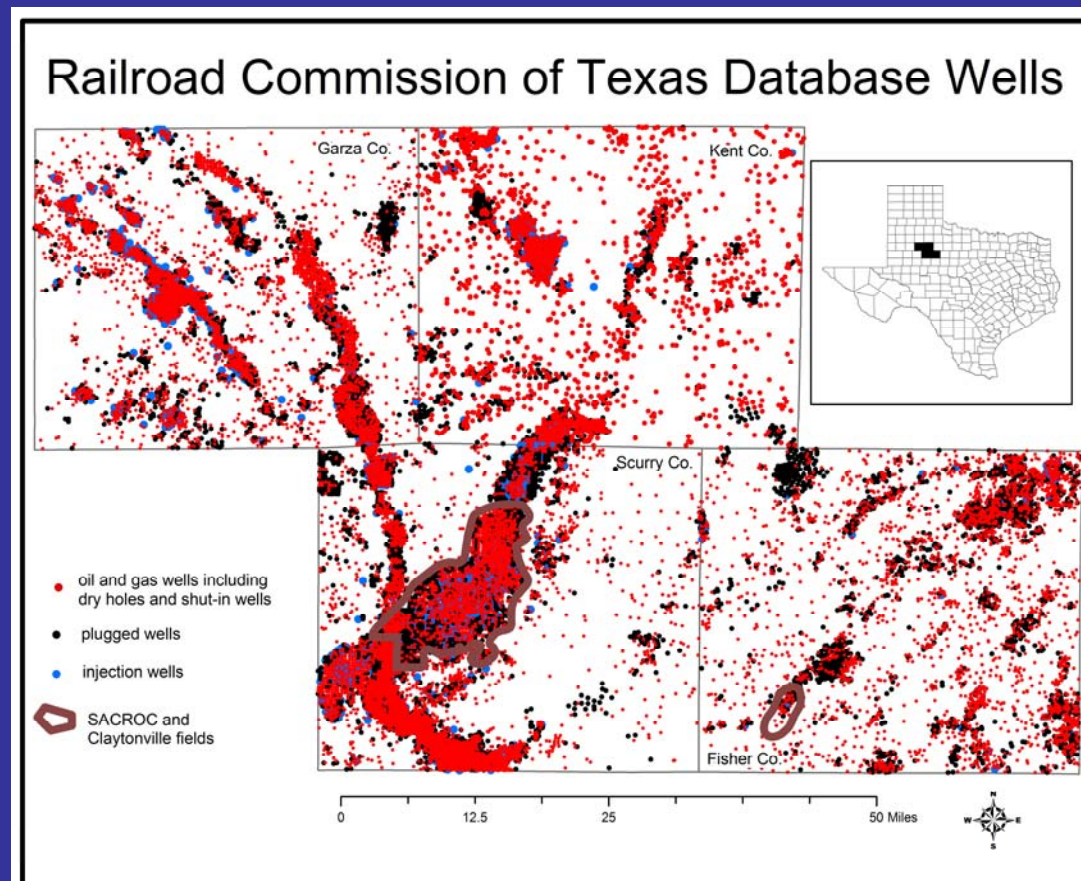 Railroad Commission of Texas Database Wells
Garza Co.
Kent Co.
Scurry Co.
Fisher Co.
oil and gas wells including
dry holes and shut-in wells
plugged wells
injection wells
SACROC and
Claytonville fields
0 12.5 25 50 Miles
N
W E
S